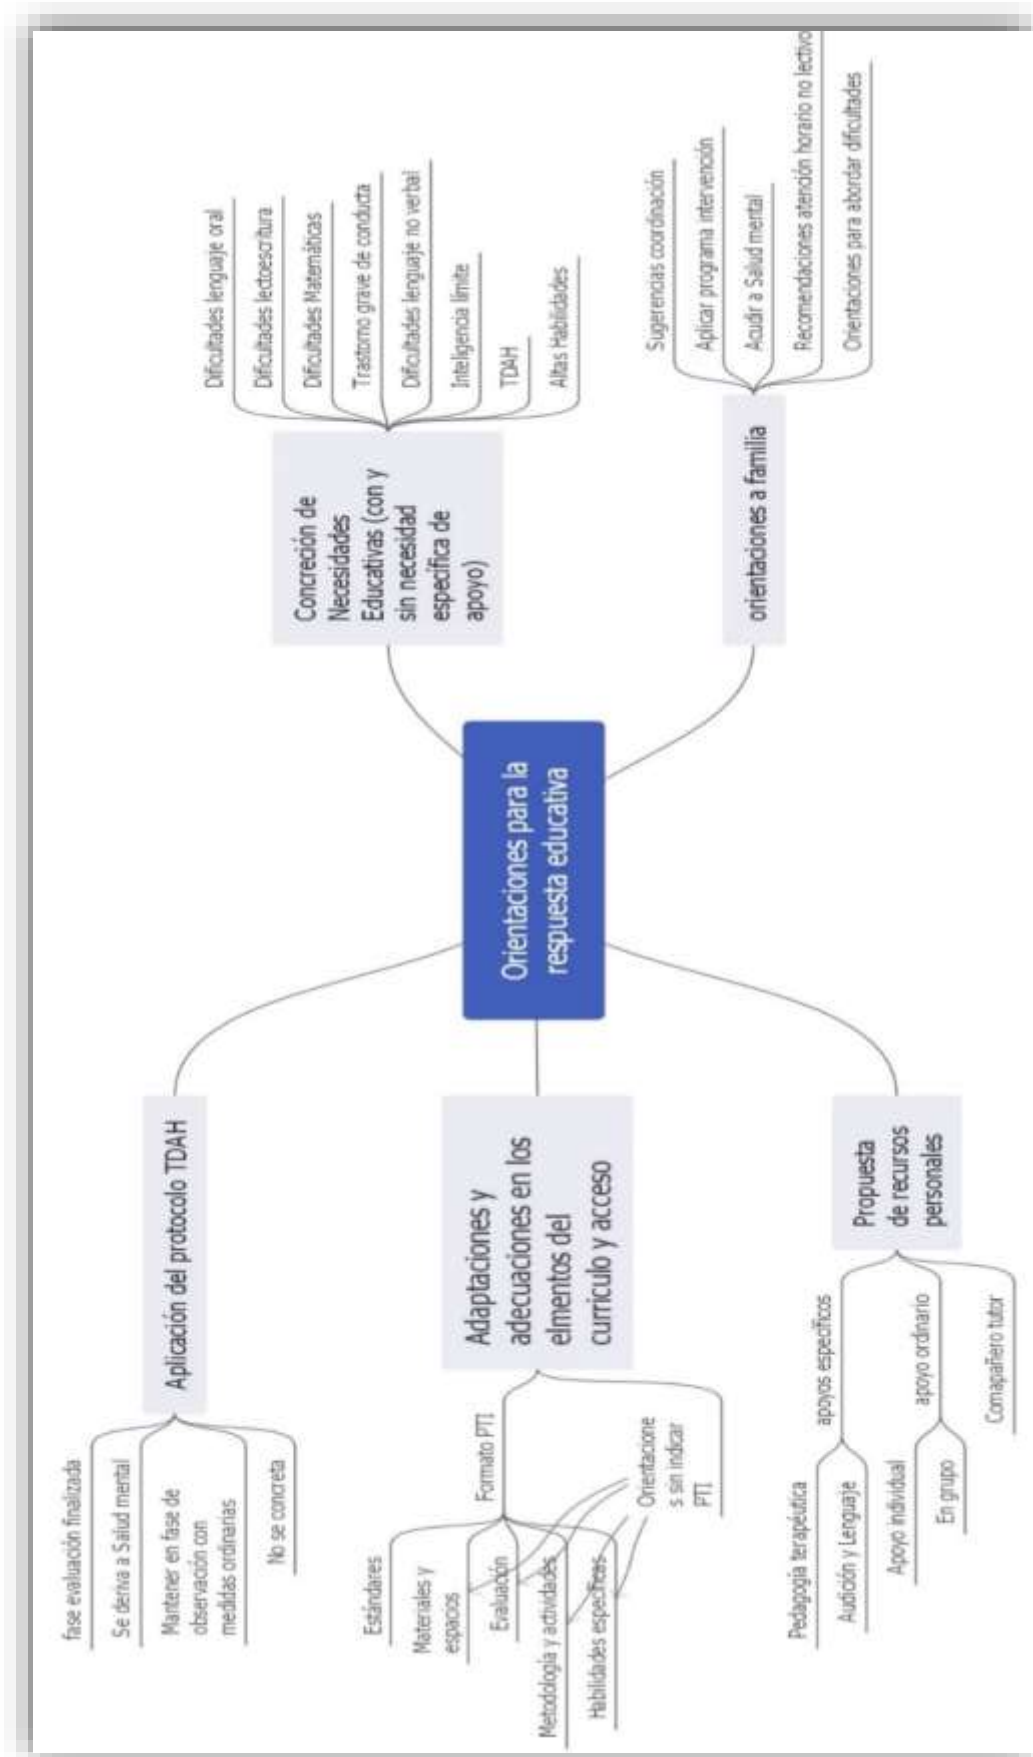 Orientaciones para la
respuesta educativa
Aplicación del protocolo TDAH
fase evaluación finalizada
Se deriva a Salud mental
Mantener en fase de
observación con
medidas ordinarias
No se concreta
Adaptaciones y
adecuaciones en los
elmentos del
currículo y acceso
Formato PTI
Estándares
Materiales y
espacios
Evaluación
Metodología y actividades
Habilidades específicas
Orientacione
s sin indicar
PTI
Propuesta
de recursos
personales
apoyos específicos
Pedagogía terapéutica
Audición y Lenguaje
apoyo ordinario
Apoyo individual
En grupo
Comapañero tutor
Concreción de
Necesidades
Educativas (con y
sin necesidad
específica de
apoyo)
Dificultades lenguaje oral
Dificultades lectoescritura
Dificultades Matemáticas
Trastorno grave de conducta
Dificultades lenguaje no verbal
Inteligencia límite
TDAH
Altas Habilidades
orientaciones a familia
Sugerencias coordinación
Aplicar programa intervención
Acudir a Salud mental
Recomendaciones atención horario no lectivo
Orientaciones para abordar dificultades